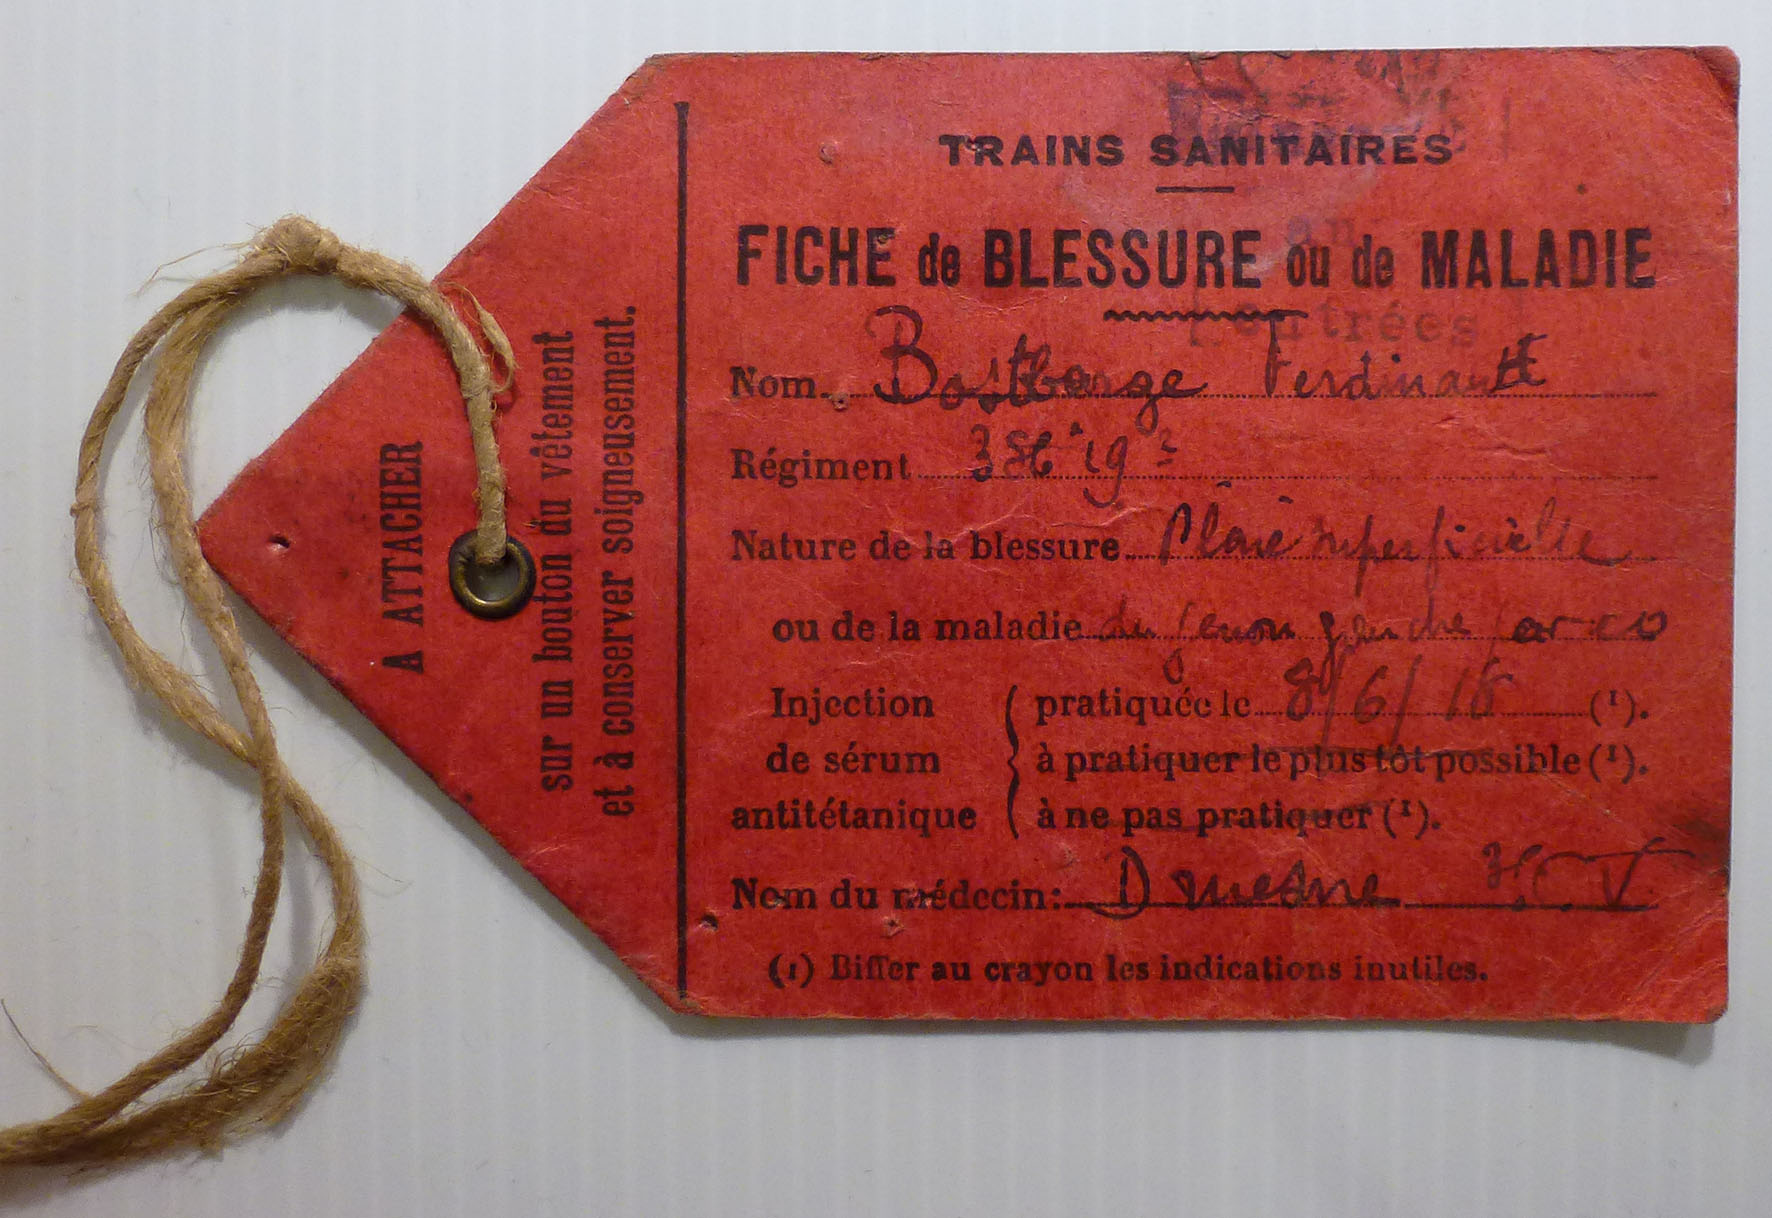 A ATTACHER
sur un bouton du vêtement
et à conserver soigneusement.
TRAINS SANITAIRES
FICHE de BLESSURE ou de MALADIE
entrées
Nom Ferdinand
Régiment
Nature de la blessure Plaie superficielle
ou de la maladie du genou gauche par
Injection de sérum antitétanique
pratiquée le 8/6/18 (1).
à pratiquer le plus tôt possible (1).
à ne pas pratiquer (1).
Nom du médecin:
(1) Biffer au crayon les indications inutiles.